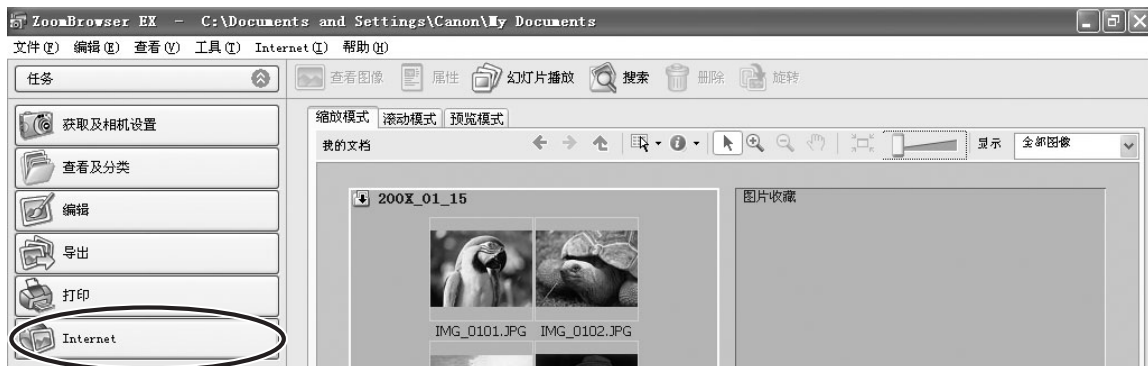 ZoomBrowser EX - C:\Documents and Settings\Canon\My Documents
文件(F) 编辑(E) 查看(V) 工具(T) Internet(I) 帮助(H)
任务 查看图像 属性 幻灯片播放 搜索 删除 旋转
获取及相机设置
查看及分类
编辑
导出
打印
Internet
缩放模式 滚动模式 预览模式
我的文档 显示 全部图像
200X_01_15
IMG_0101.JPG IMG_0102.JPG
图片收藏